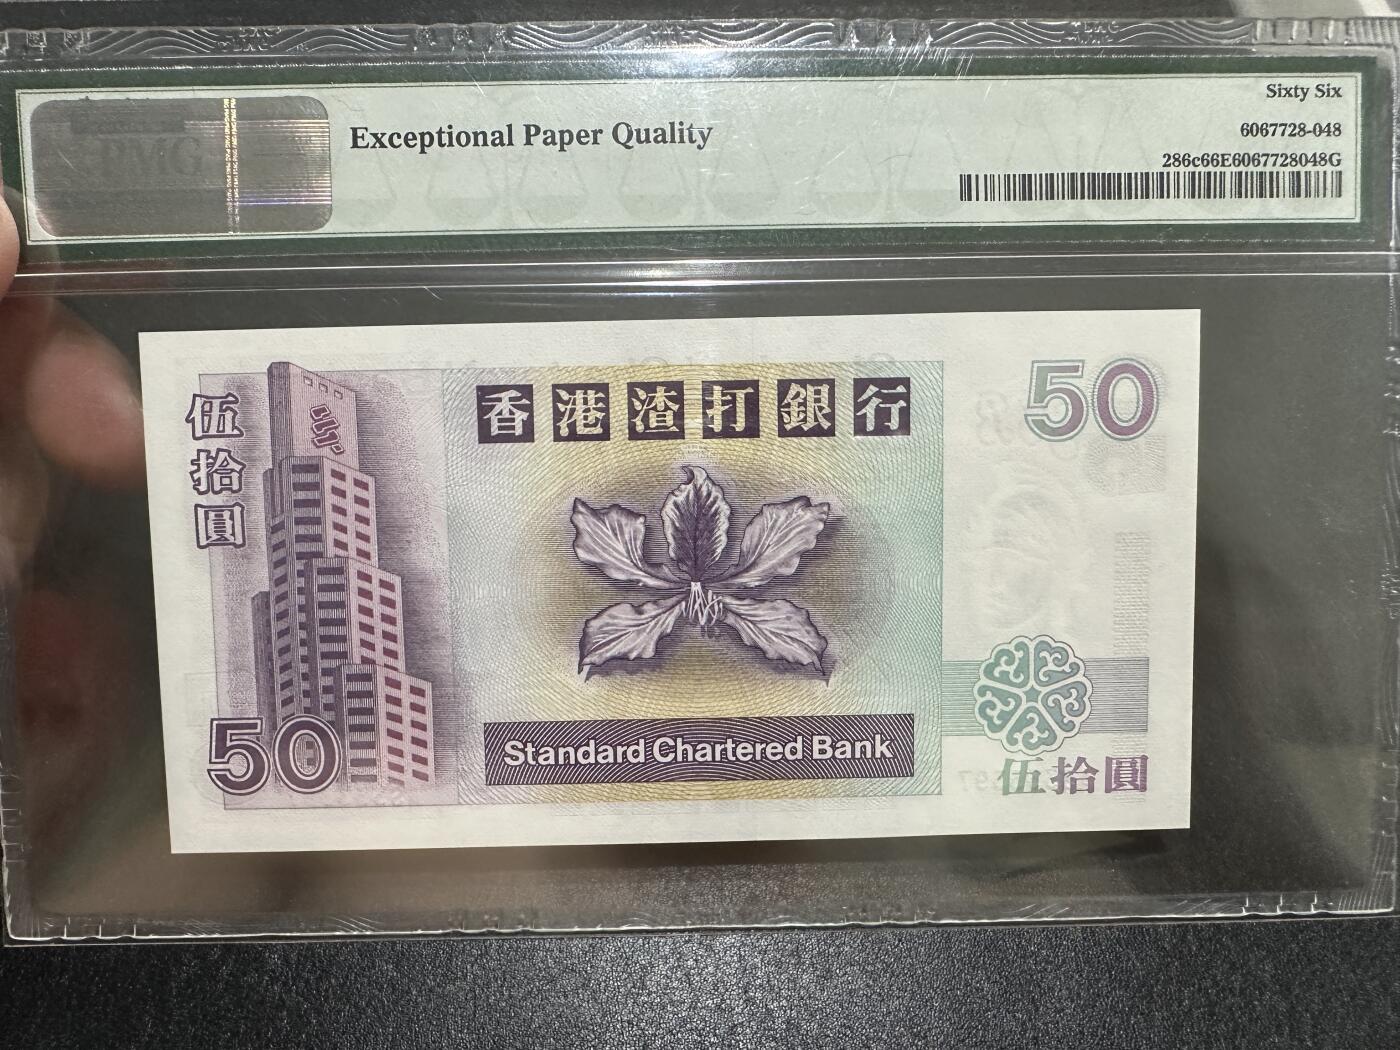 Sixty Six
PMG
Exceptional Paper Quality
6067728-048
286c66E6067728048G
香港渣打銀行
50
伍拾圓
50
Standard Chartered Bank
伍拾圓